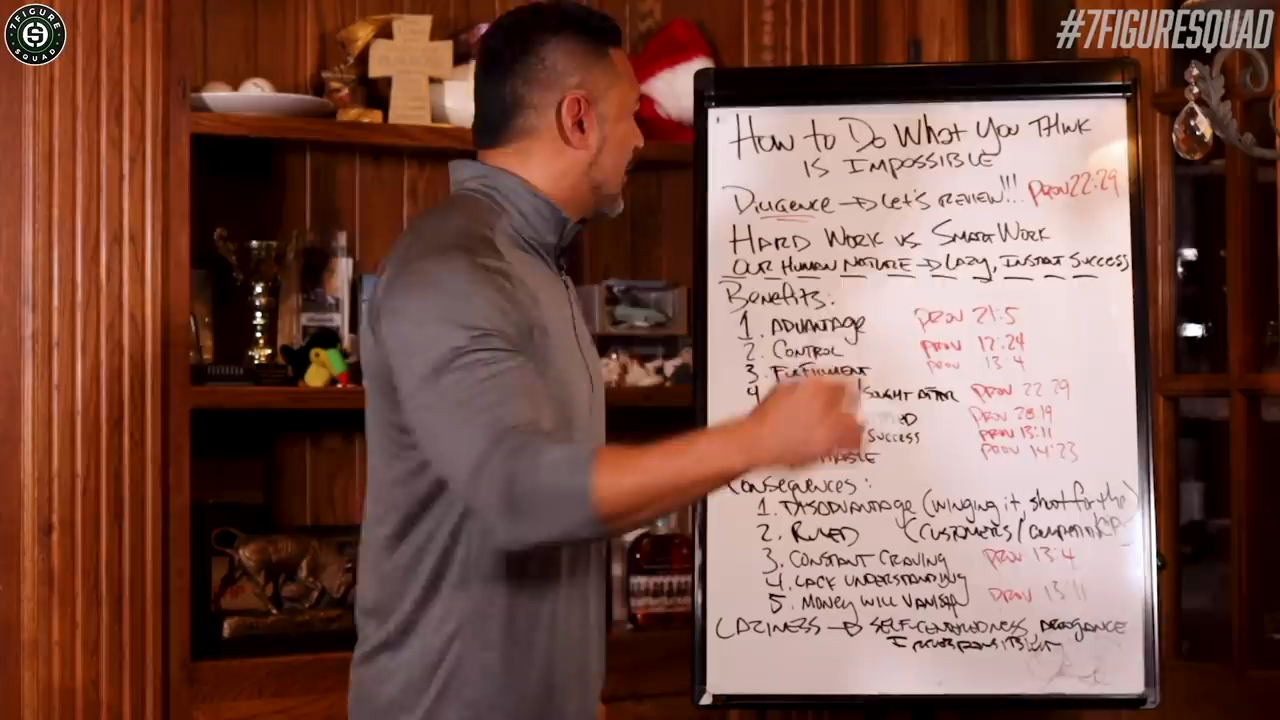 7FIGURE SQUAD
#7FIGURESQUAD
HOW TO DO WHAT YOU THINK
IS IMPOSSIBLE
DILIGENCE → LET'S REVIEW!!! PROV 22:29
HARD WORK VS SMART WORK
OUR HUMAN NATURE → LAZY, INSTANT SUCCESS
BENEFITS:
1. ADVANTAGE PROV 21:5
2. CONTROL PROV 12:24
3. FULFILLMENT PROV 13:4
4. SOUGHT AFTER PROV 22:29
PROV 28:19
SUCCESS PROV 13:11
PROV 14:23
CONSEQUENCES:
1. DISADVANTAGE (winging it, shoot for the
2. RULED (CUSTOMERS/
3. CONSTANT CRAVING PROV 13:4
4. LACK UNDERSTANDING
5. MONEY WILL VANISH PROV 13:11
LAZINESS → SELF-CENTEREDNESS, ARROGANCE